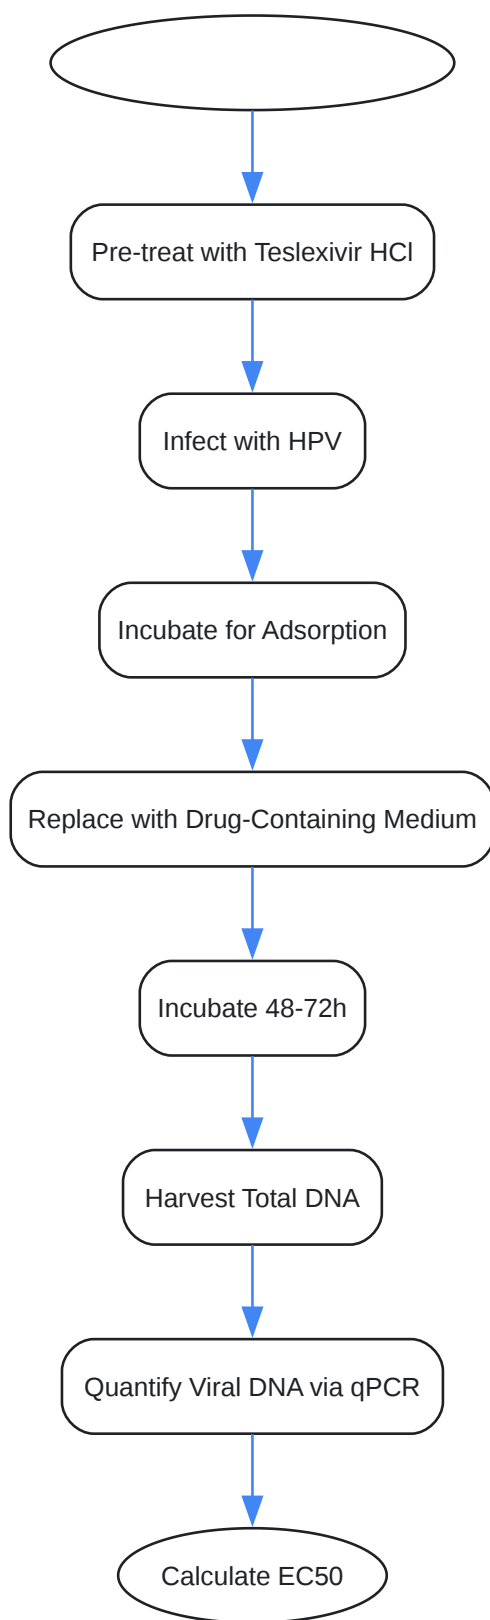 Pre-treat with Teslexivir HCl
Infect with HPV
Incubate for Adsorption
Replace with Drug-Containing Medium
Incubate 48-72h
Harvest Total DNA
Quantify Viral DNA via qPCR
Calculate EC50